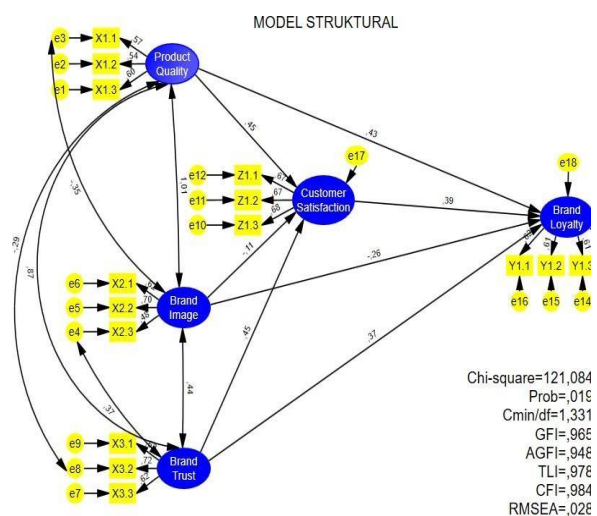 MODEL STRUKTURAL
e3
X1.1
,57
Product
Quality
e2
X1.2
,54
e1
X1.3
,60
,45
,43
1,01
-,35
-,29
,87
e17
e12
Z1.1
,67
e11
Z1.2
,67
e10
Z1.3
,68
Customer
Satisfaction
,39
e18
Brand
Loyalty
Y1.1
Y1.2
Y1.3
,61
,61
e16
e15
e14
-,11
-,26
e6
X2.1
e5
X2.2
,70
e4
X2.3
,48
Brand
Image
,45
,37
,44
,37
e9
X3.1
e8
X3.2
,72
e7
X3.3
,62
Brand
Trust
Chi-square=121,084
Prob=,019
Cmin/df=1,331
GFI=,965
AGFI=,948
TLI=,978
CFI=,984
RMSEA=,028